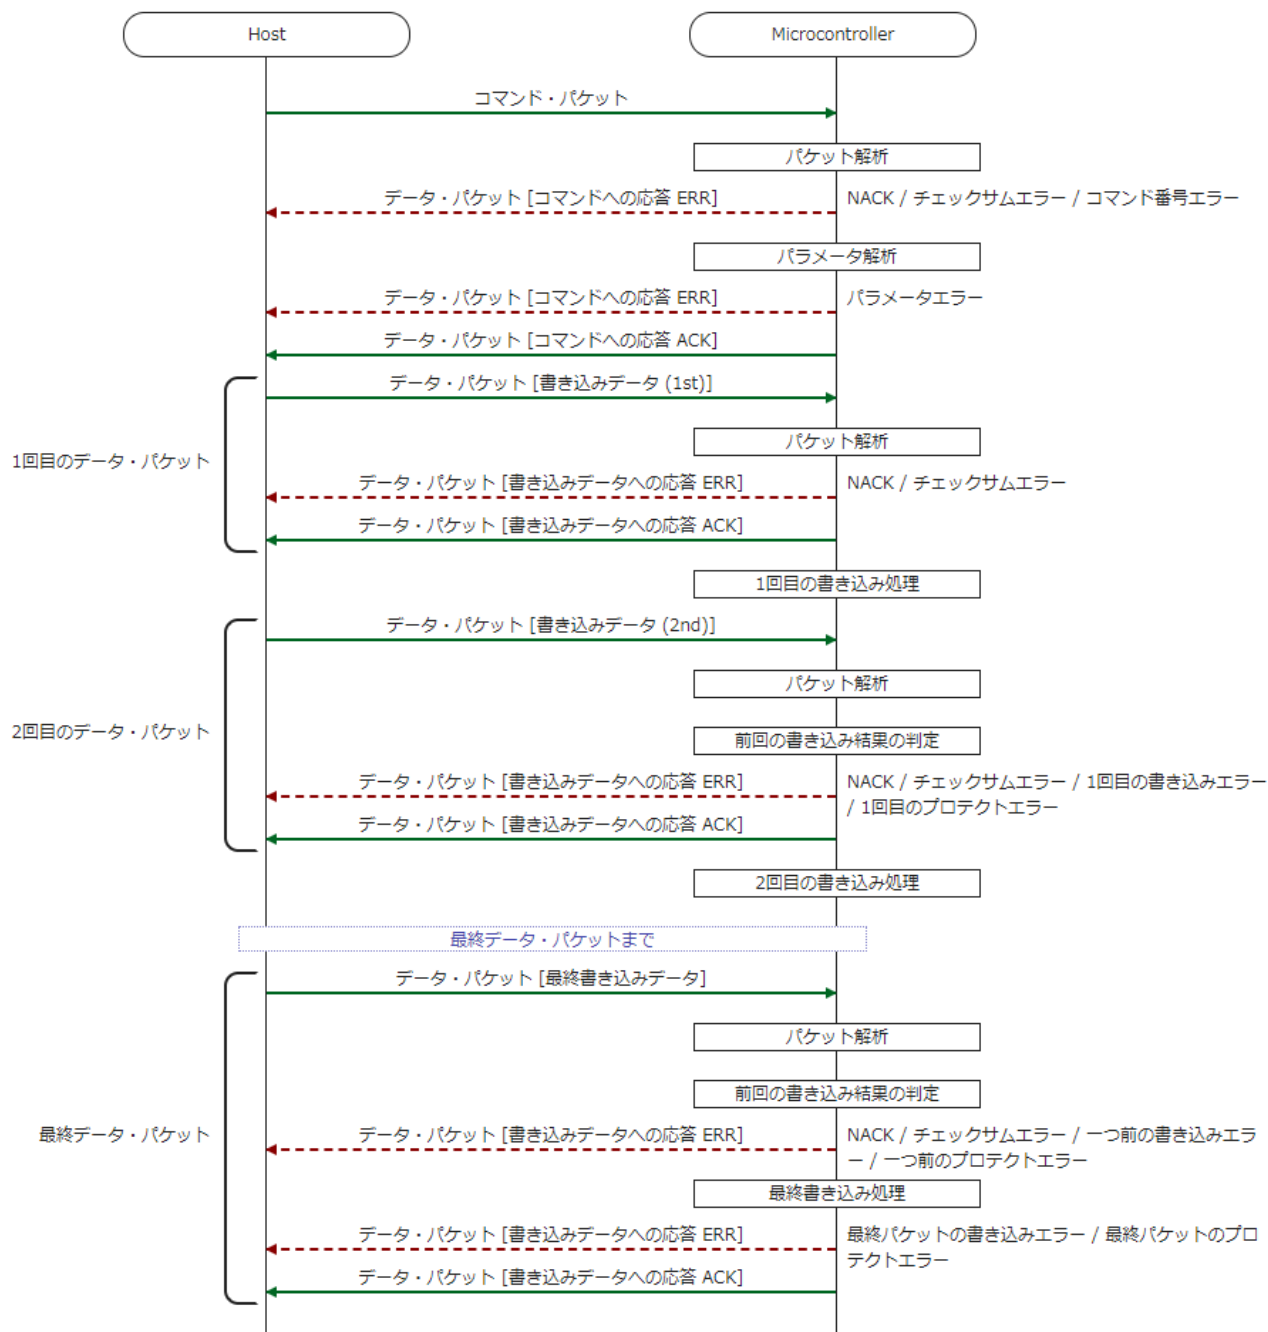 Host
Microcontroller
コマンド・パケット
パケット解析
データ・パケット [コマンドへの応答 ERR]
NACK / チェックサムエラー / コマンド番号エラー
パラメータ解析
データ・パケット [コマンドへの応答 ERR]
パラメータエラー
データ・パケット [コマンドへの応答 ACK]
データ・パケット [書き込みデータ (1st)]
パケット解析
1回目のデータ・パケット
データ・パケット [書き込みデータへの応答 ERR]
NACK / チェックサムエラー
データ・パケット [書き込みデータへの応答 ACK]
1回目の書き込み処理
データ・パケット [書き込みデータ (2nd)]
パケット解析
2回目のデータ・パケット
前回の書き込み結果の判定
データ・パケット [書き込みデータへの応答 ERR]
NACK / チェックサムエラー / 1回目の書き込みエラー
/ 1回目のプロテクトエラー
データ・パケット [書き込みデータへの応答 ACK]
2回目の書き込み処理
最終データ・パケットまで
データ・パケット [最終書き込みデータ]
パケット解析
前回の書き込み結果の判定
最終データ・パケット
データ・パケット [書き込みデータへの応答 ERR]
NACK / チェックサムエラー / 一つ前の書き込みエラ
ー / 一つ前のプロテクトエラー
最終書き込み処理
データ・パケット [書き込みデータへの応答 ERR]
最終パケットの書き込みエラー / 最終パケットのプロ
テクトエラー
データ・パケット [書き込みデータへの応答 ACK]